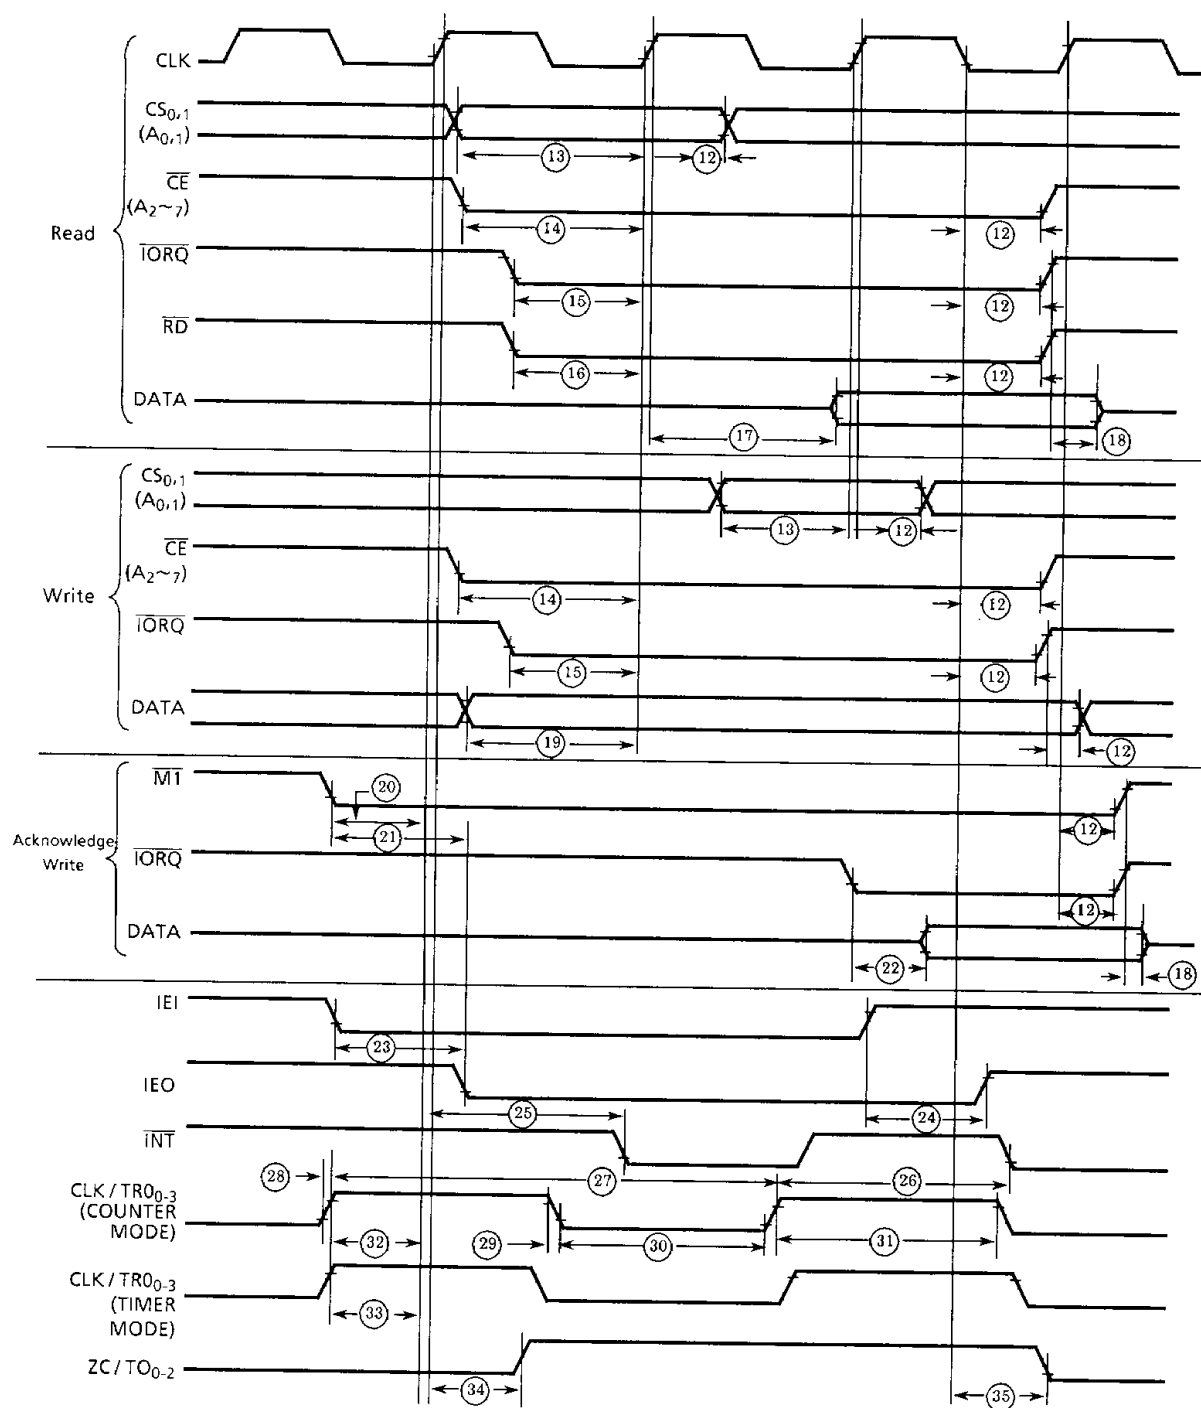 CLK
CS0,1
(A0,1)
13
12
CE
(A2~7)
14
12
Read
IORQ
15
12
RD
16
12
DATA
17
18
CS0,1
(A0,1)
13
12
CE
(A2~7)
14
12
Write
IORQ
15
12
DATA
19
12
M1
20
21
12
Acknowledge
Write
IORQ
12
DATA
22
18
IEI
23
IEO
25
24
INT
28
27
26
CLK / TR00-3
(COUNTER
MODE)
32
29
30
31
CLK / TR00-3
(TIMER
MODE)
33
ZC / TO0-2
34
35